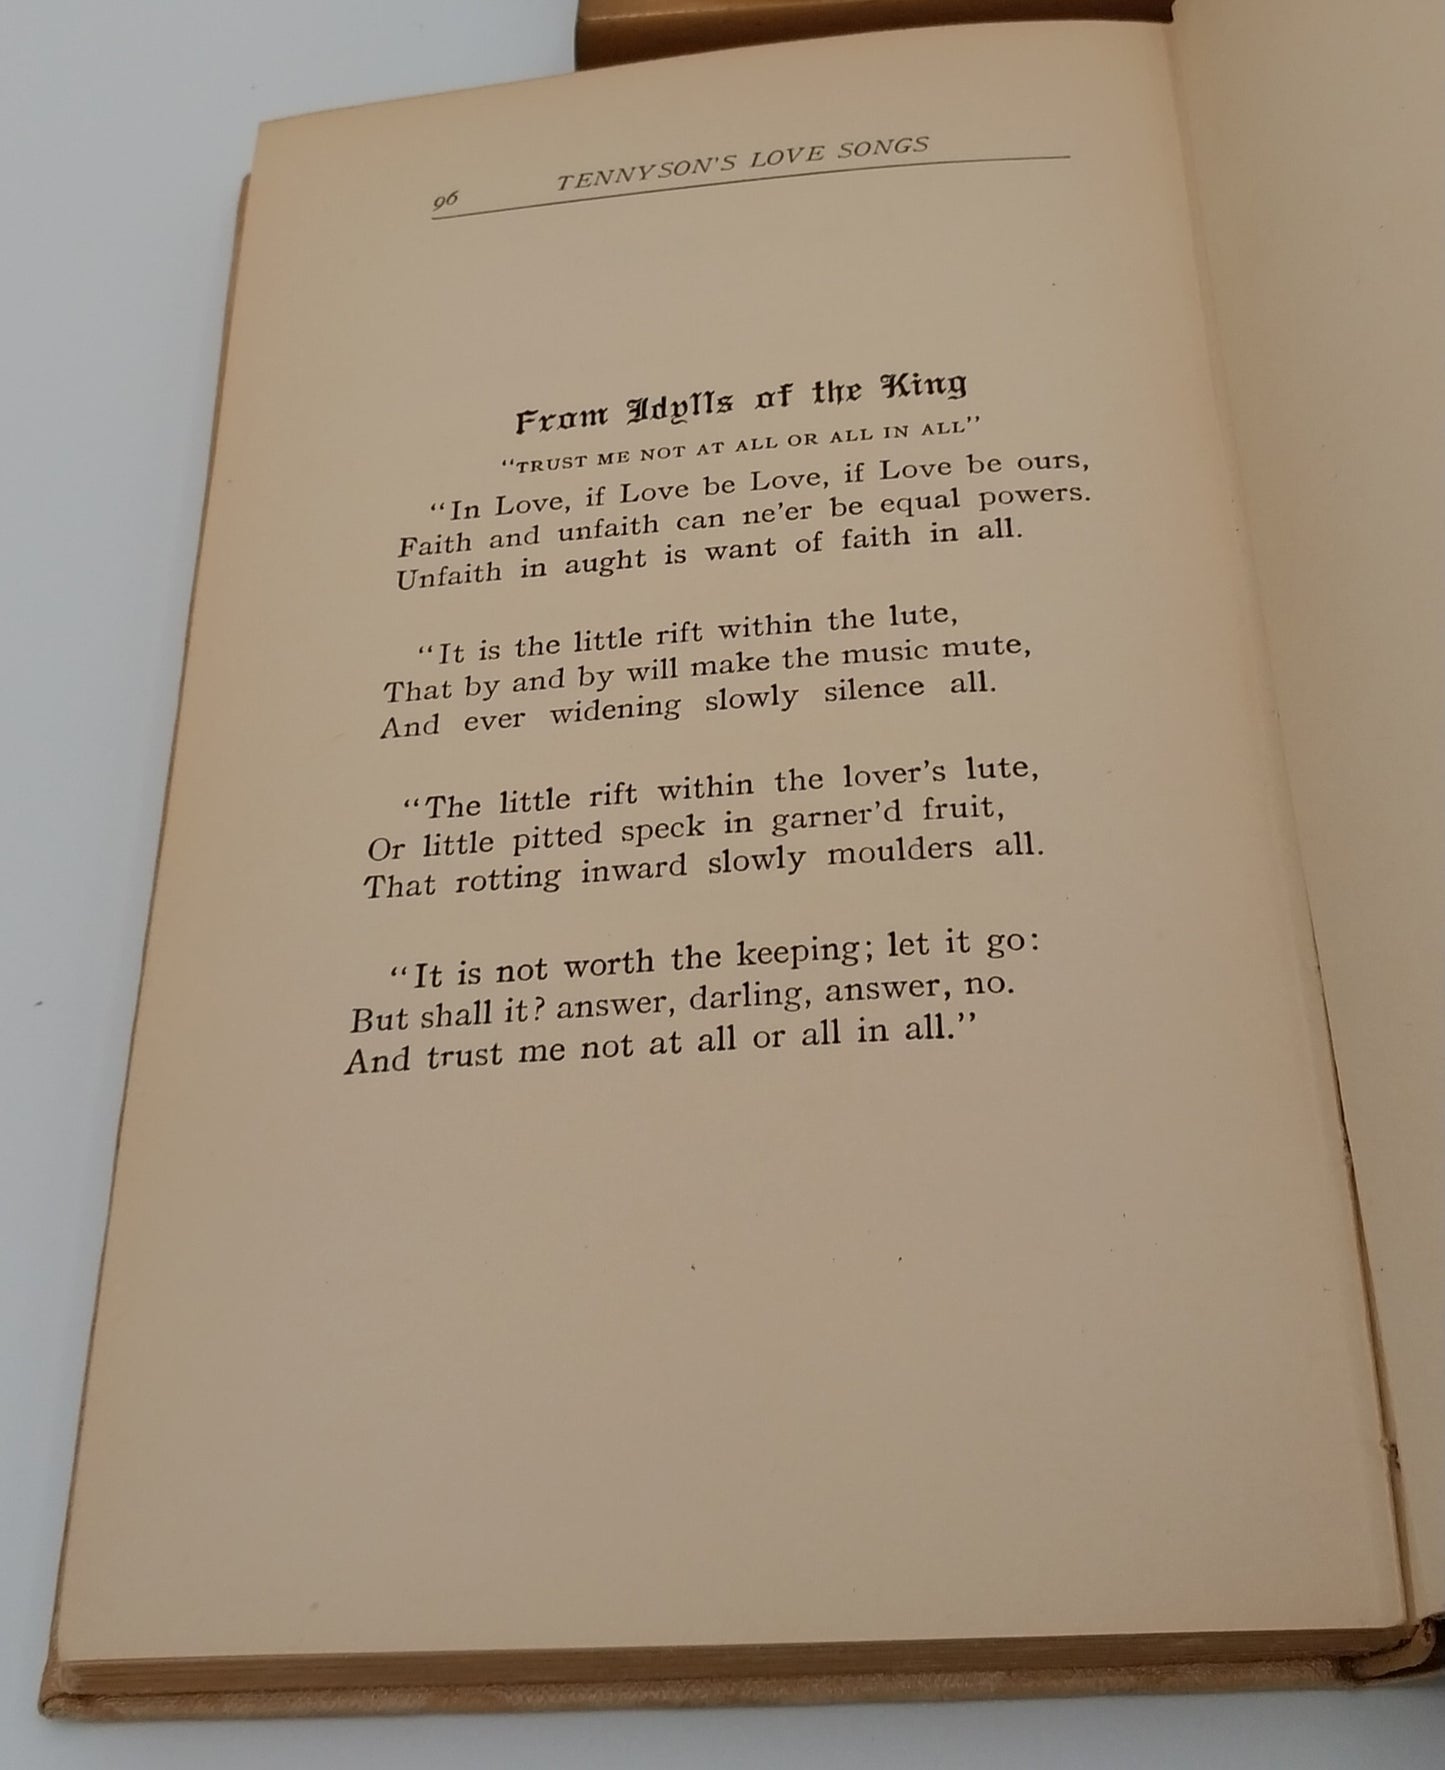 96 TENNYSON'S LOVE SONGS
From Idylls of the King
“TRUST ME NOT AT ALL OR ALL IN ALL”
“In Love, if Love be Love, if Love be ours,
Faith and unfaith can ne’er be equal powers.
Unfaith in aught is want of faith in all.
“It is the little rift within the lute,
That by and by will make the music mute,
And ever widening slowly silence all.
“The little rift within the lover’s lute,
Or little pitted speck in garner’d fruit,
That rotting inward slowly moulders all.
“It is not worth the keeping; let it go:
But shall it? answer, darling, answer, no.
And trust me not at all or all in all.”